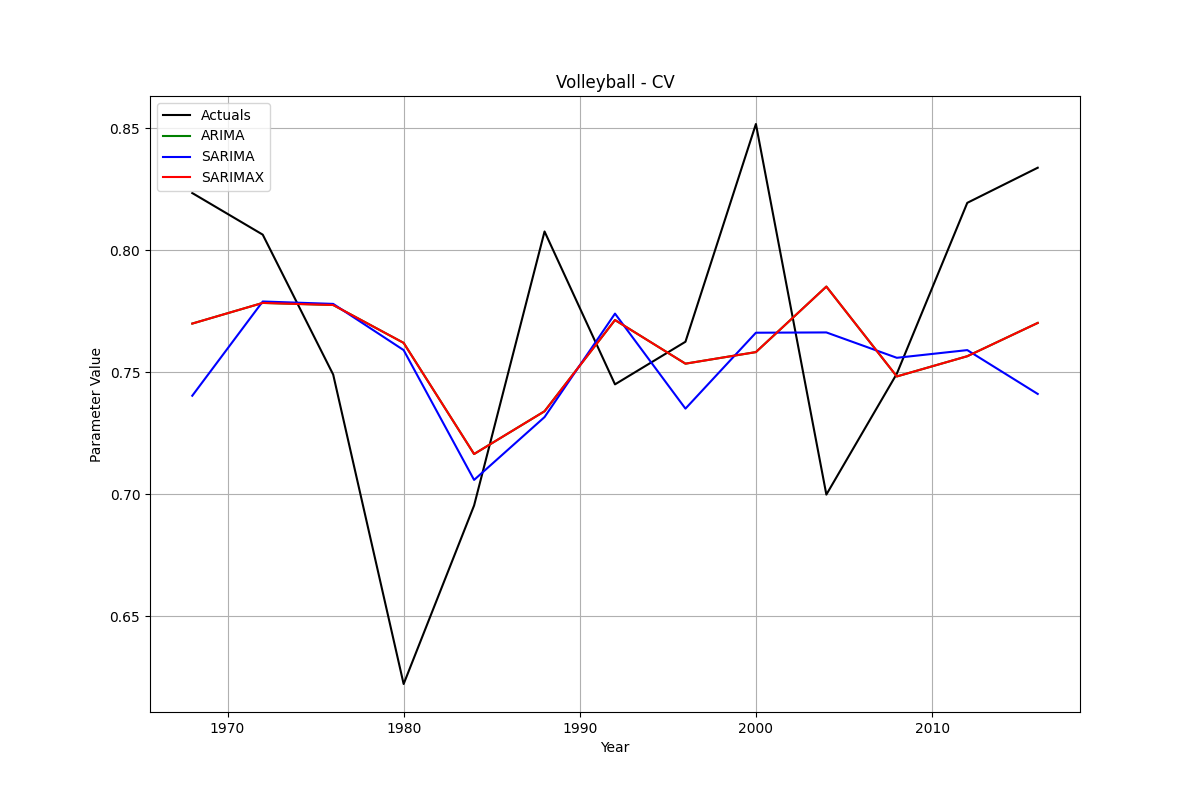 Volleyball - CV
Actuals
ARIMA
SARIMA
SARIMAX
0.85
0.80
0.75
0.70
0.65
Parameter Value
1970
1980
1990
2000
2010
Year